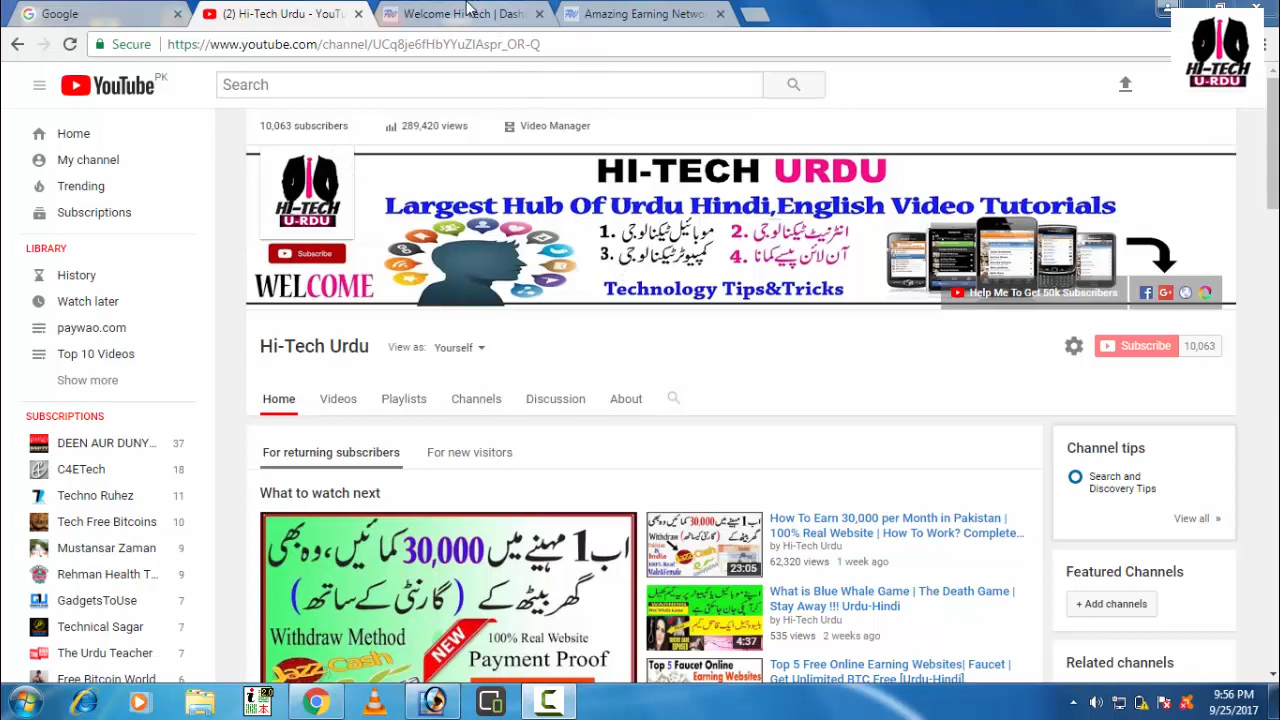 Google
(2) Hi-Tech Urdu - YouTu
Welcome Hi-tech | Dash
Amazing Earning Netwo
Secure
https://www.youtube.com/channel/UCq8je6fHbYYuZIAspr_OR-Q
HI-TECH
U-RDU
YouTube PK
Search
10,063 subscribers
289,420 views
Video Manager
Home
My channel
Trending
Subscriptions
LIBRARY
History
Watch later
paywao.com
Top 10 Videos
Show more
SUBSCRIPTIONS
DEEN AUR DUNY... 37
C4ETech 18
Techno Ruhez 11
Tech Free Bitcoins 10
Mustansar Zaman 9
Rehman Health T... 9
GadgetsToUse 7
Technical Sagar 7
The Urdu Teacher 7
Free Bitcoin World
HI-TECH
U-RDU
Subscribe
WELCOME
HI-TECH URDU
Largest Hub Of Urdu Hindi,English Video Tutorials
1. موبائیل ٹیکنالوجی 2. انٹرنیٹ ٹیکنالوجی
3. کمپیوٹر ٹیکنالوجی 4. آن لائن پیسے کمانا
Technology Tips&Tricks
Help Me To Get 50k Subscribers
Hi-Tech Urdu
View as: Yourself
Subscribe 10,063
Home Videos Playlists Channels Discussion About
For returning subscribers
For new visitors
What to watch next
اب 1 مہینے میں 30,000 کمائیں، وہ بھی
گھر بیٹھے کے (گارنٹی کے ساتھ)
Withdraw Method
NEW
100% Real Website
Payment Proof
Jazz Cash
23:05
How To Earn 30,000 per Month in Pakistan |
100% Real Website | How To Work? Complete...
by Hi-Tech Urdu
62,320 views 1 week ago
4:37
What is Blue Whale Game | The Death Game |
Stay Away !!! Urdu-Hindi
by Hi-Tech Urdu
535 views 2 weeks ago
Top 5 Faucet Online
Earning Websites
Top 5 Free Online Earning Websites| Faucet |
Get Unlimited BTC Free [Urdu-Hindi]
Channel tips
Search and
Discovery Tips
View all »
Featured Channels
+ Add channels
Related channels
9:56 PM
9/25/2017